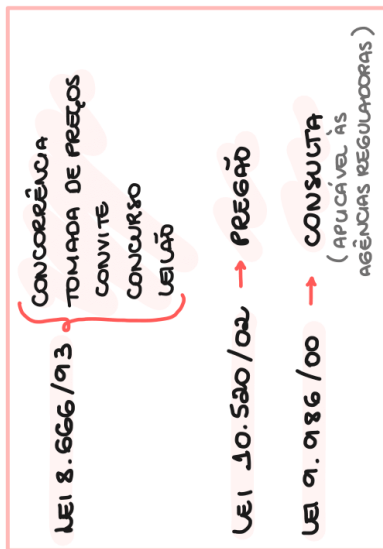 LEI 8.666/93
CONCORRÊNCIA
TOMADA DE PREÇOS
CONVITE
CONCURSO
LEILÃO
LEI 10.520/02 → PREGÃO
LEI 9.986/00 → CONSULTA
(APLICÁVEL ÀS
AGÊNCIAS REGULADORAS)